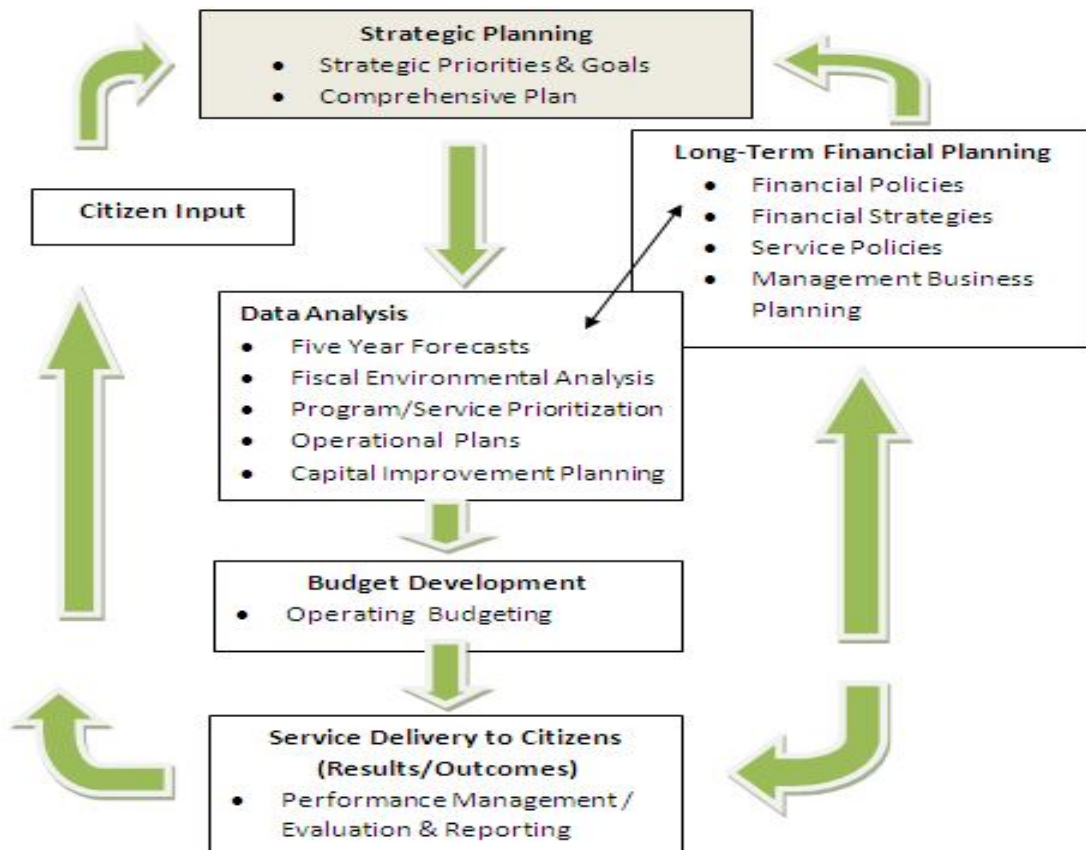 Strategic Planning
• Strategic Priorities & Goals
• Comprehensive Plan
Long-Term Financial Planning
• Financial Policies
• Financial Strategies
• Service Policies
• Management Business
Planning
Citizen Input
Data Analysis
• Five Year Forecasts
• Fiscal Environmental Analysis
• Program/Service Prioritization
• Operational Plans
• Capital Improvement Planning
Budget Development
• Operating Budgeting
Service Delivery to Citizens
(Results/Outcomes)
• Performance Management /
Evaluation & Reporting